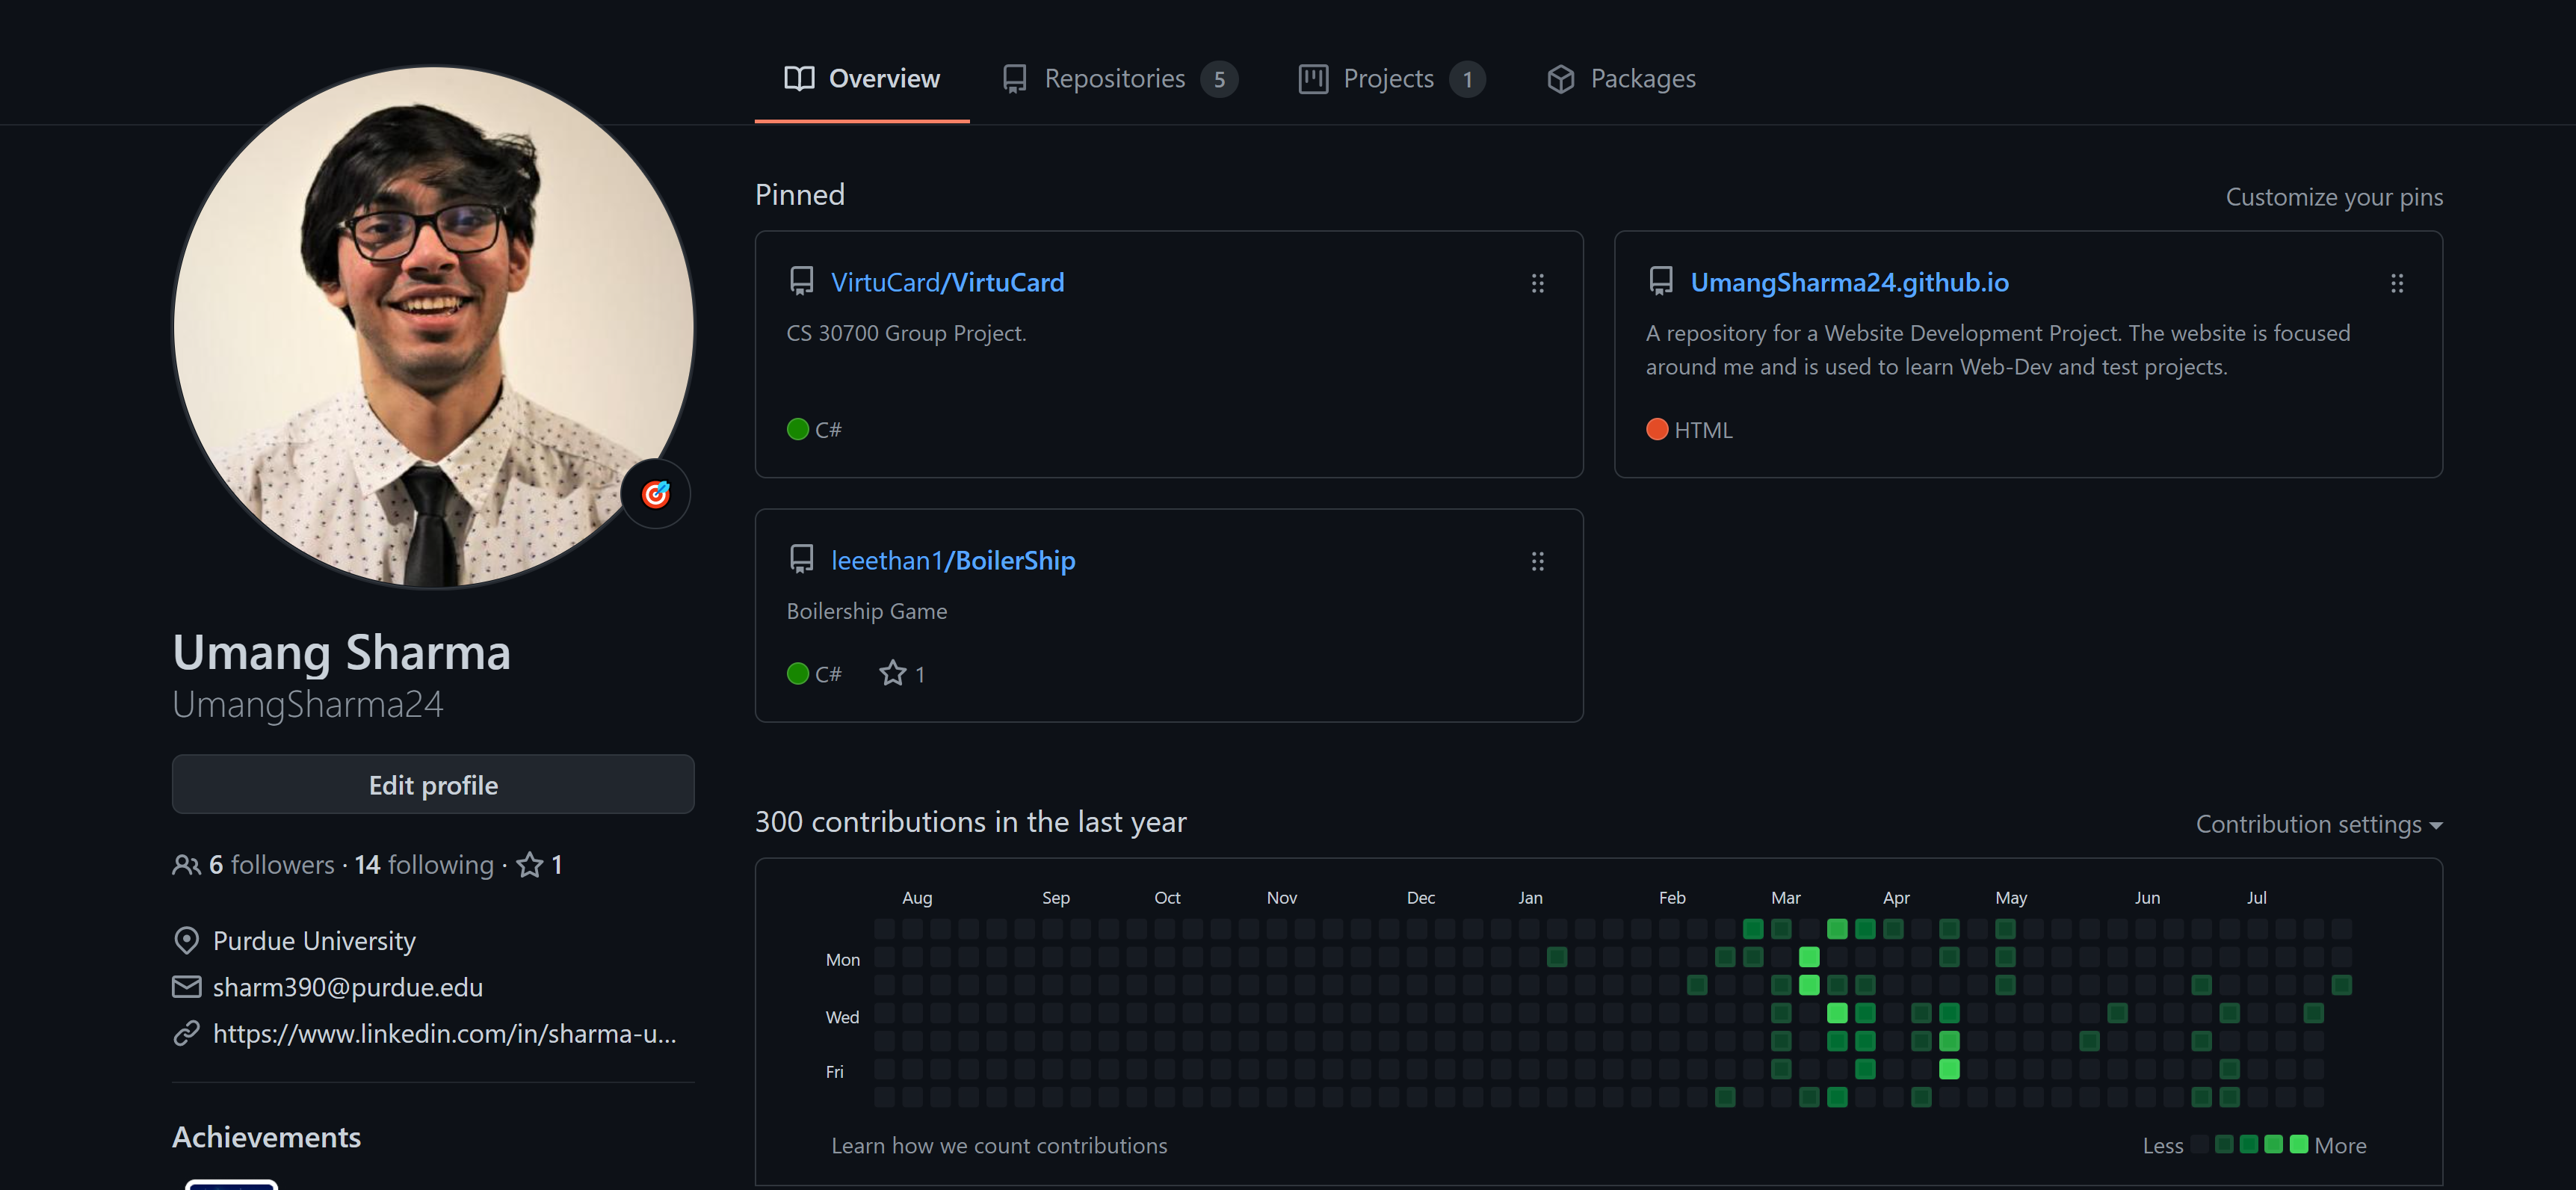 Overview
Repositories 5
Projects 1
Packages
Umang Sharma
UmangSharma24
Edit profile
6 followers · 14 following · 1
Purdue University
sharm390@purdue.edu
https://www.linkedin.com/in/sharma-u...
Achievements
Pinned
Customize your pins
VirtuCard/VirtuCard
CS 30700 Group Project.
C#
UmangSharma24.github.io
A repository for a Website Development Project. The website is focused
around me and is used to learn Web-Dev and test projects.
HTML
leeethan1/BoilerShip
Boilership Game
C# 1
300 contributions in the last year
Contribution settings
Aug Sep Oct Nov Dec Jan Feb Mar Apr May Jun Jul
Mon
Wed
Fri
Learn how we count contributions
Less More